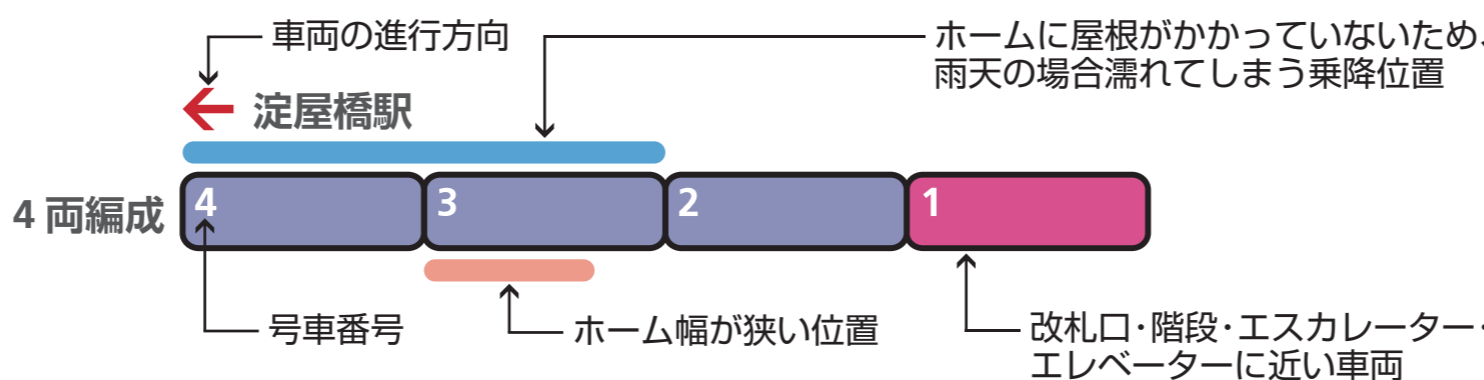 車両の進行方向
ホームに屋根がかかっていないため、
雨天の場合濡れてしまう乗降位置
淀屋橋駅
4両編成
4
3
2
1
号車番号
ホーム幅が狭い位置
改札口・階段・エスカレーター・
エレベーターに近い車両